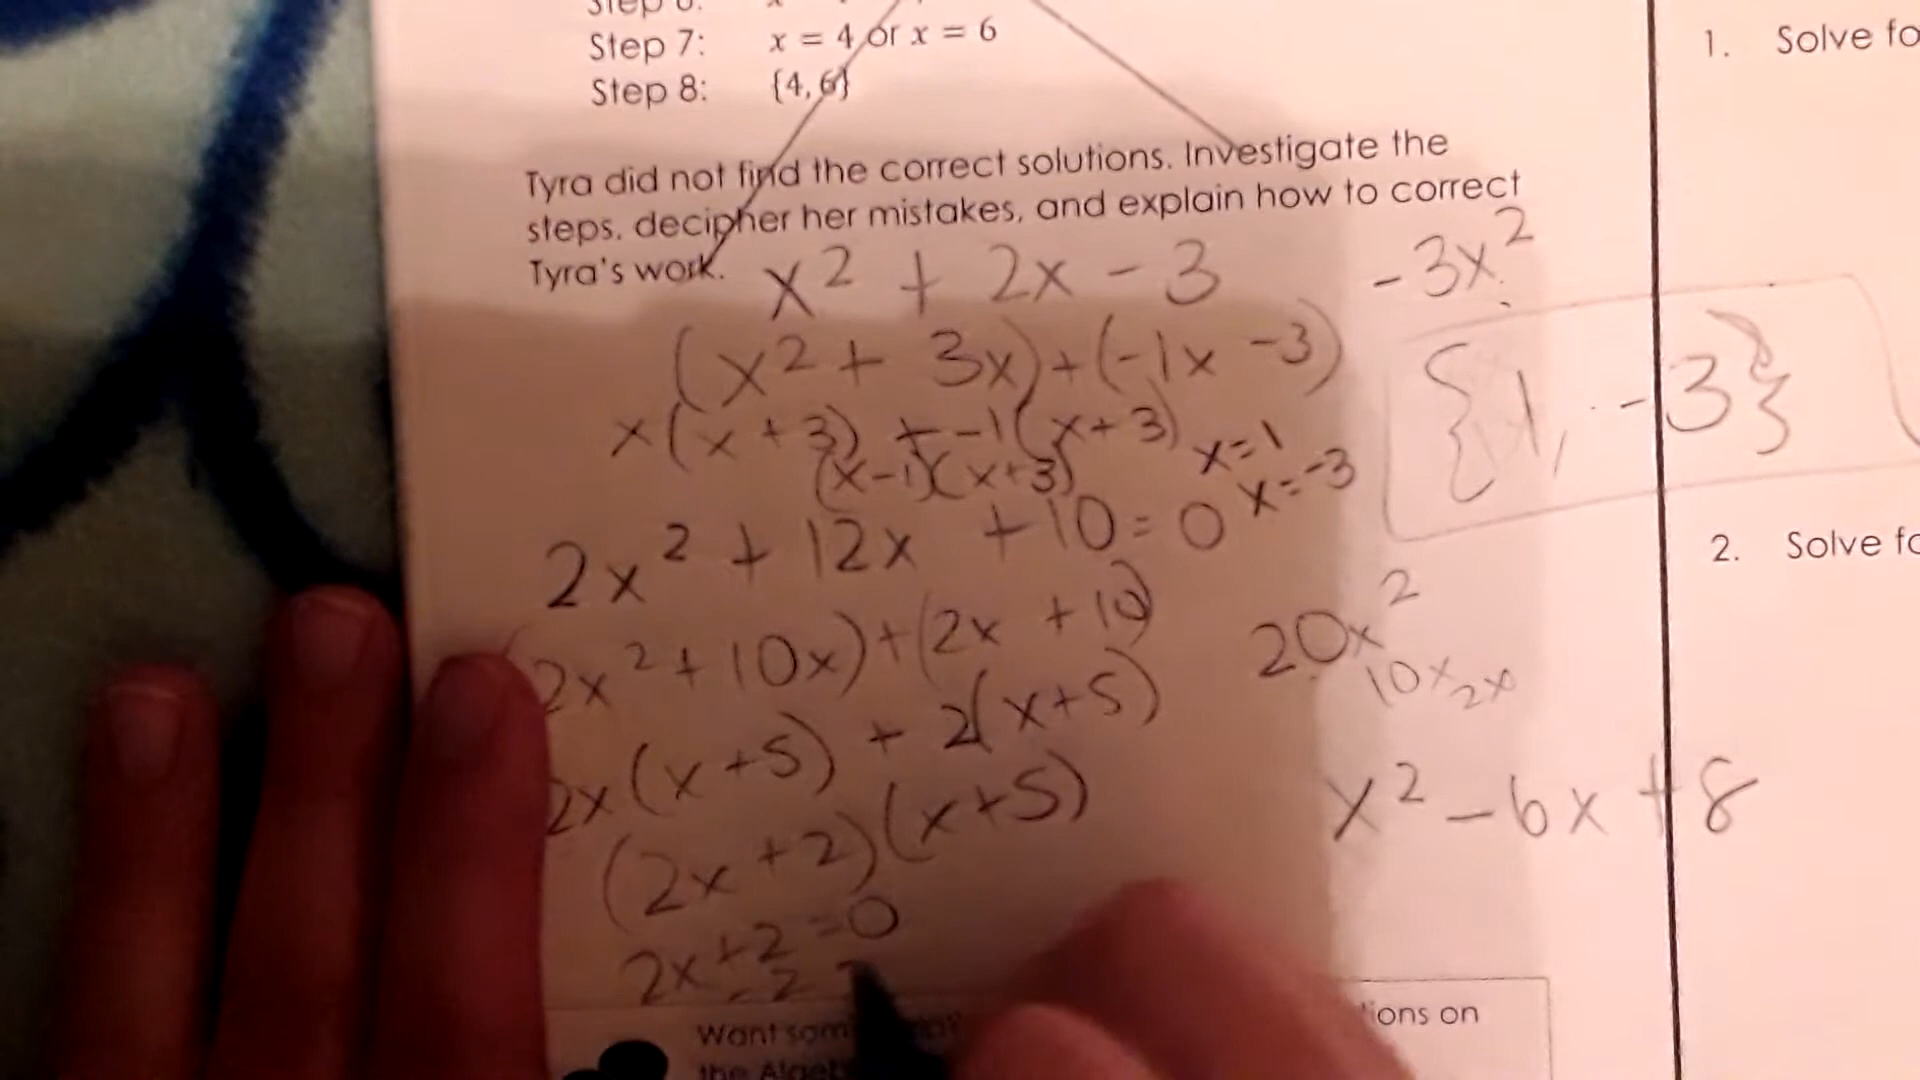 Step 7: x = 4 or x = 6
Step 8: {4, 6}
Tyra did not find the correct solutions. Investigate the
steps, decipher her mistakes, and explain how to correct
Tyra's work.
x² + 2x - 3
-3x²
(x² + 3x) + (-1x -3)
{1, -3}
x(x + 3) + -1(x + 3)
(x-1)(x+3)
x=1
x=-3
2x² + 12x + 10 = 0
(2x² + 10x) + (2x + 10)
20x²
10x 2x
2x(x+5) + 2(x+5)
x² - 6x + 8
(2x + 2)(x+5)
2x + 2 = 0
-2
Want
ions on
the
1. Solve fo
2. Solve fo